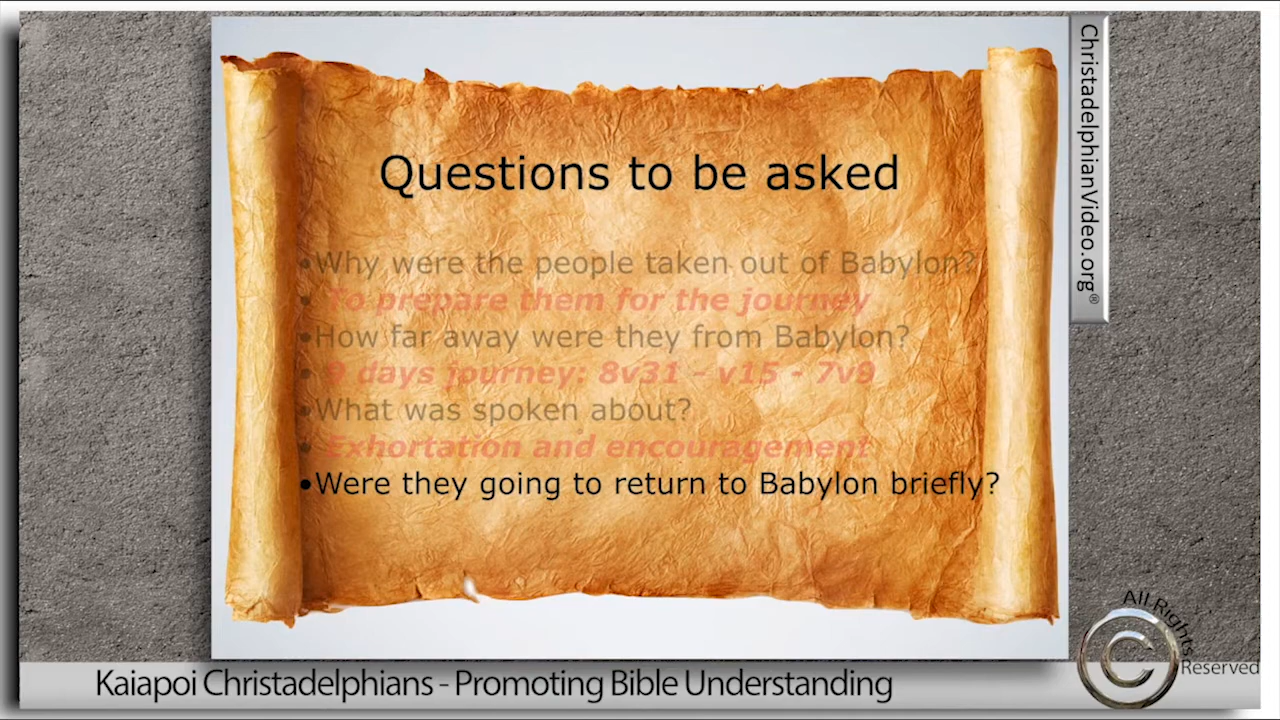 Questions to be asked
•Why were the people taken out of Babylon?
• To prepare them for the journey
•How far away were they from Babylon?
• 9 days journey: 8v31 - v15 - 7v9
•What was spoken about?
• Exhortation and encouragement
•Were they going to return to Babylon briefly?
ChristadelphianVideo.org®
Kaiapoi Christadelphians - Promoting Bible Understanding
All Rights
C
Reserved